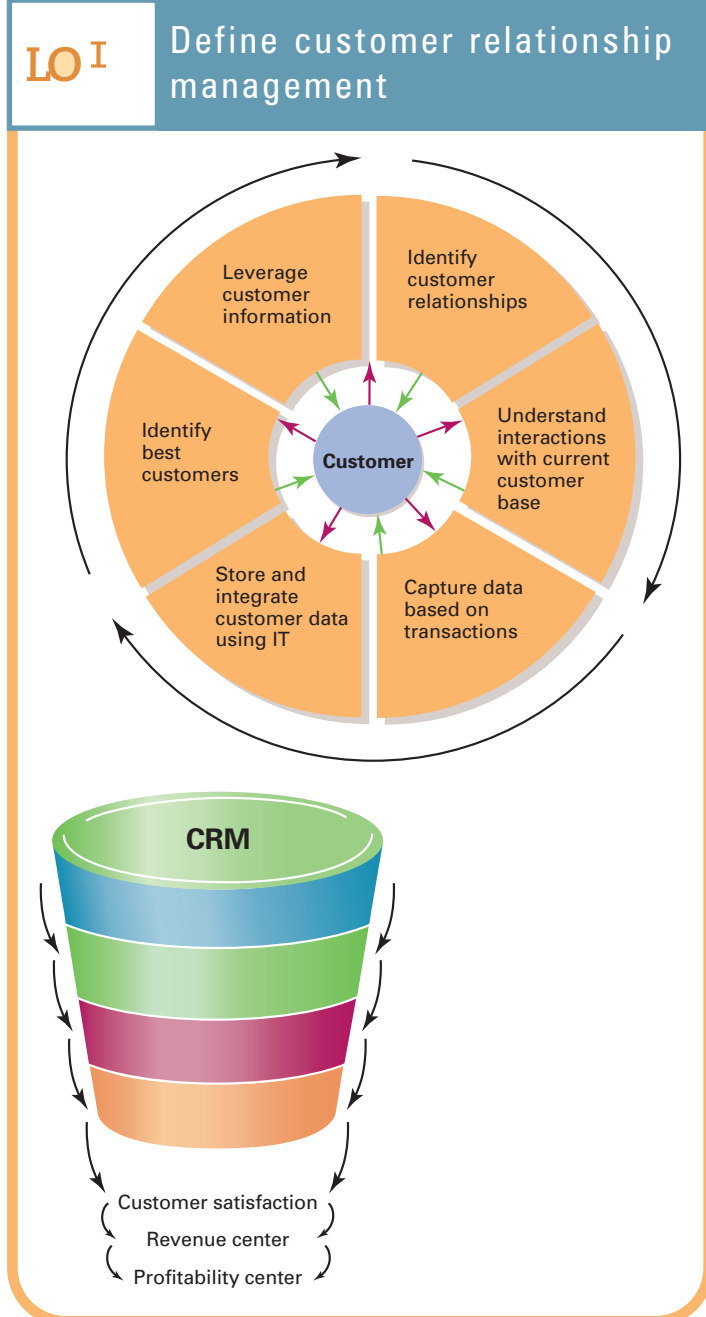 LO I
Define customer relationship
management
Leverage
customer
information
Identify
customer
relationships
Identify
best
customers
Customer
Understand
interactions
with current
customer
base
Store and
integrate
customer data
using IT
Capture data
based on
transactions
CRM
Customer satisfaction
Revenue center
Profitability center